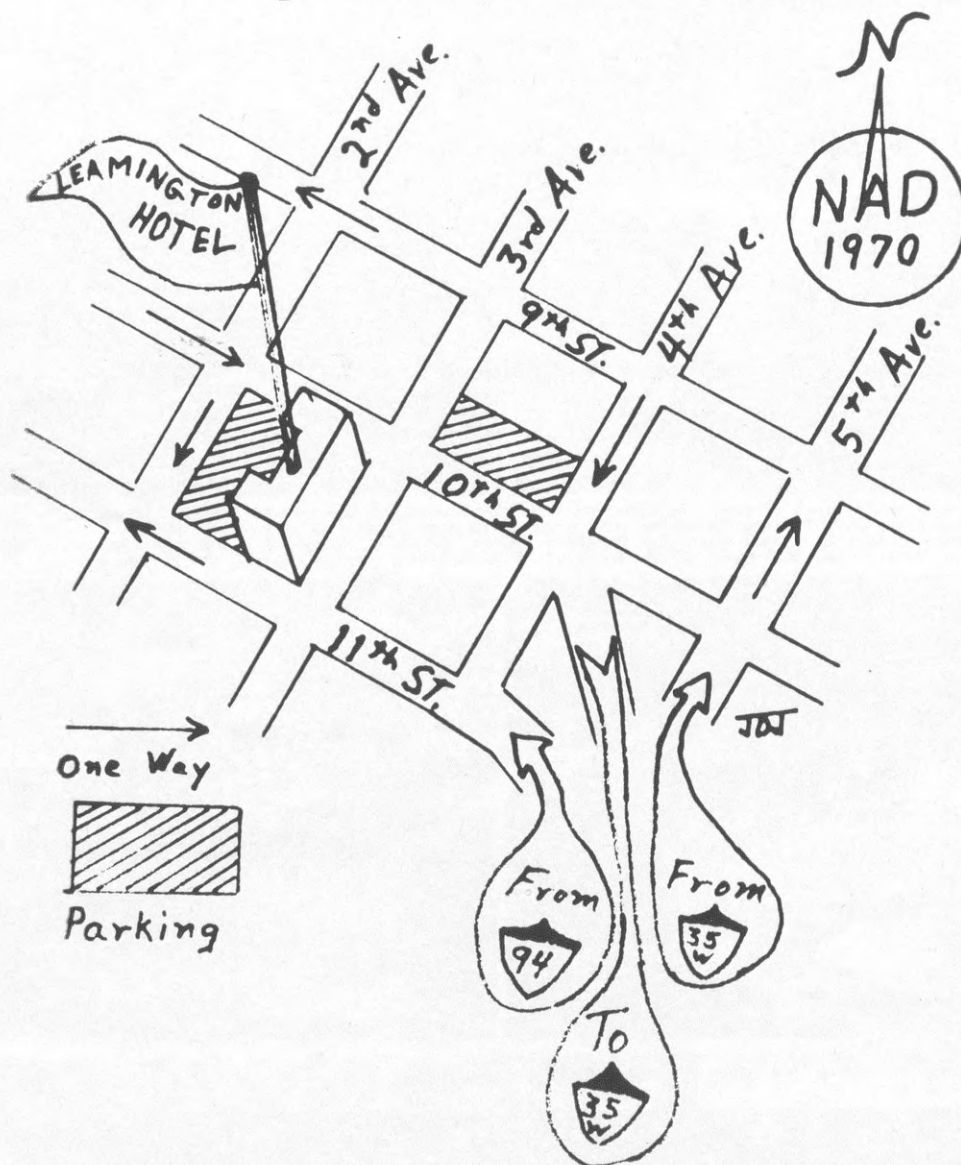 N
NAD
1970
2nd Ave.
3rd Ave.
4th Ave.
5th Ave.
LEAMINGTON
HOTEL
9th ST.
10th ST.
11th ST.
One Way
Parking
From
94
From
35
W
To
35
W